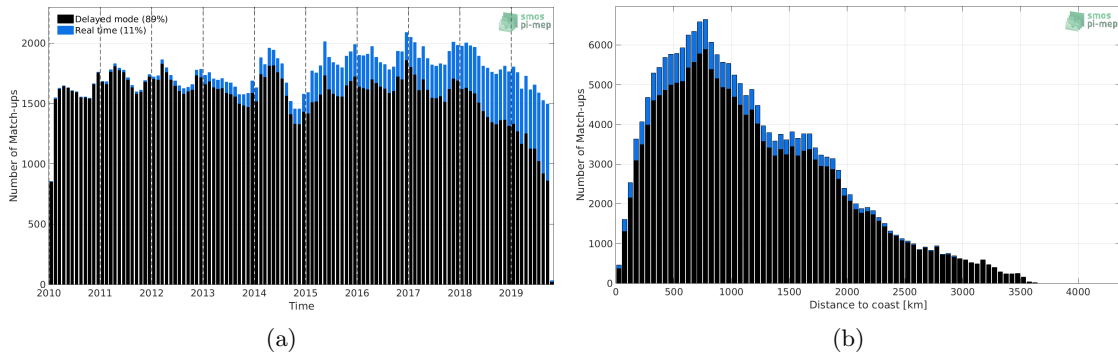 Delayed mode (89%)
Real time (11%)
smos
pi-mep
2000
1500
1000
500
0
Number of Match-ups
2010 2011 2012 2013 2014 2015 2016 2017 2018 2019
Time
(a)
smos
pi-mep
6000
5000
4000
3000
2000
1000
0
Number of Match-ups
0 500 1000 1500 2000 2500 3000 3500 4000
Distance to coast [km]
(b)